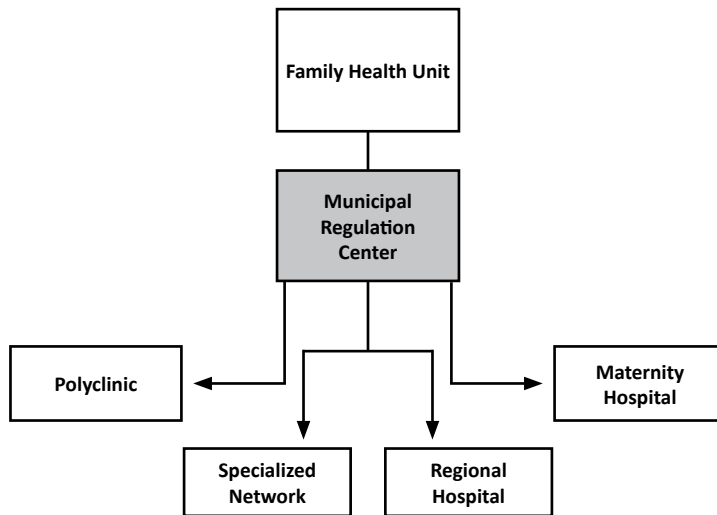 Family Health Unit
Municipal
Regulation
Center
Polyclinic
Maternity
Hospital
Specialized
Network
Regional
Hospital